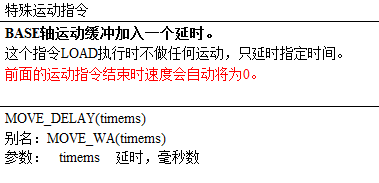 特殊运动指令
BASE轴运动缓冲加入一个延时。
这个指令LOAD执行时不做任何运动，只延时指定时间。
前面的运动指令结束时速度会自动将为0。
MOVE_DELAY(timems)
别名：MOVE_WA(timems)
参数： timems 延时，毫秒数